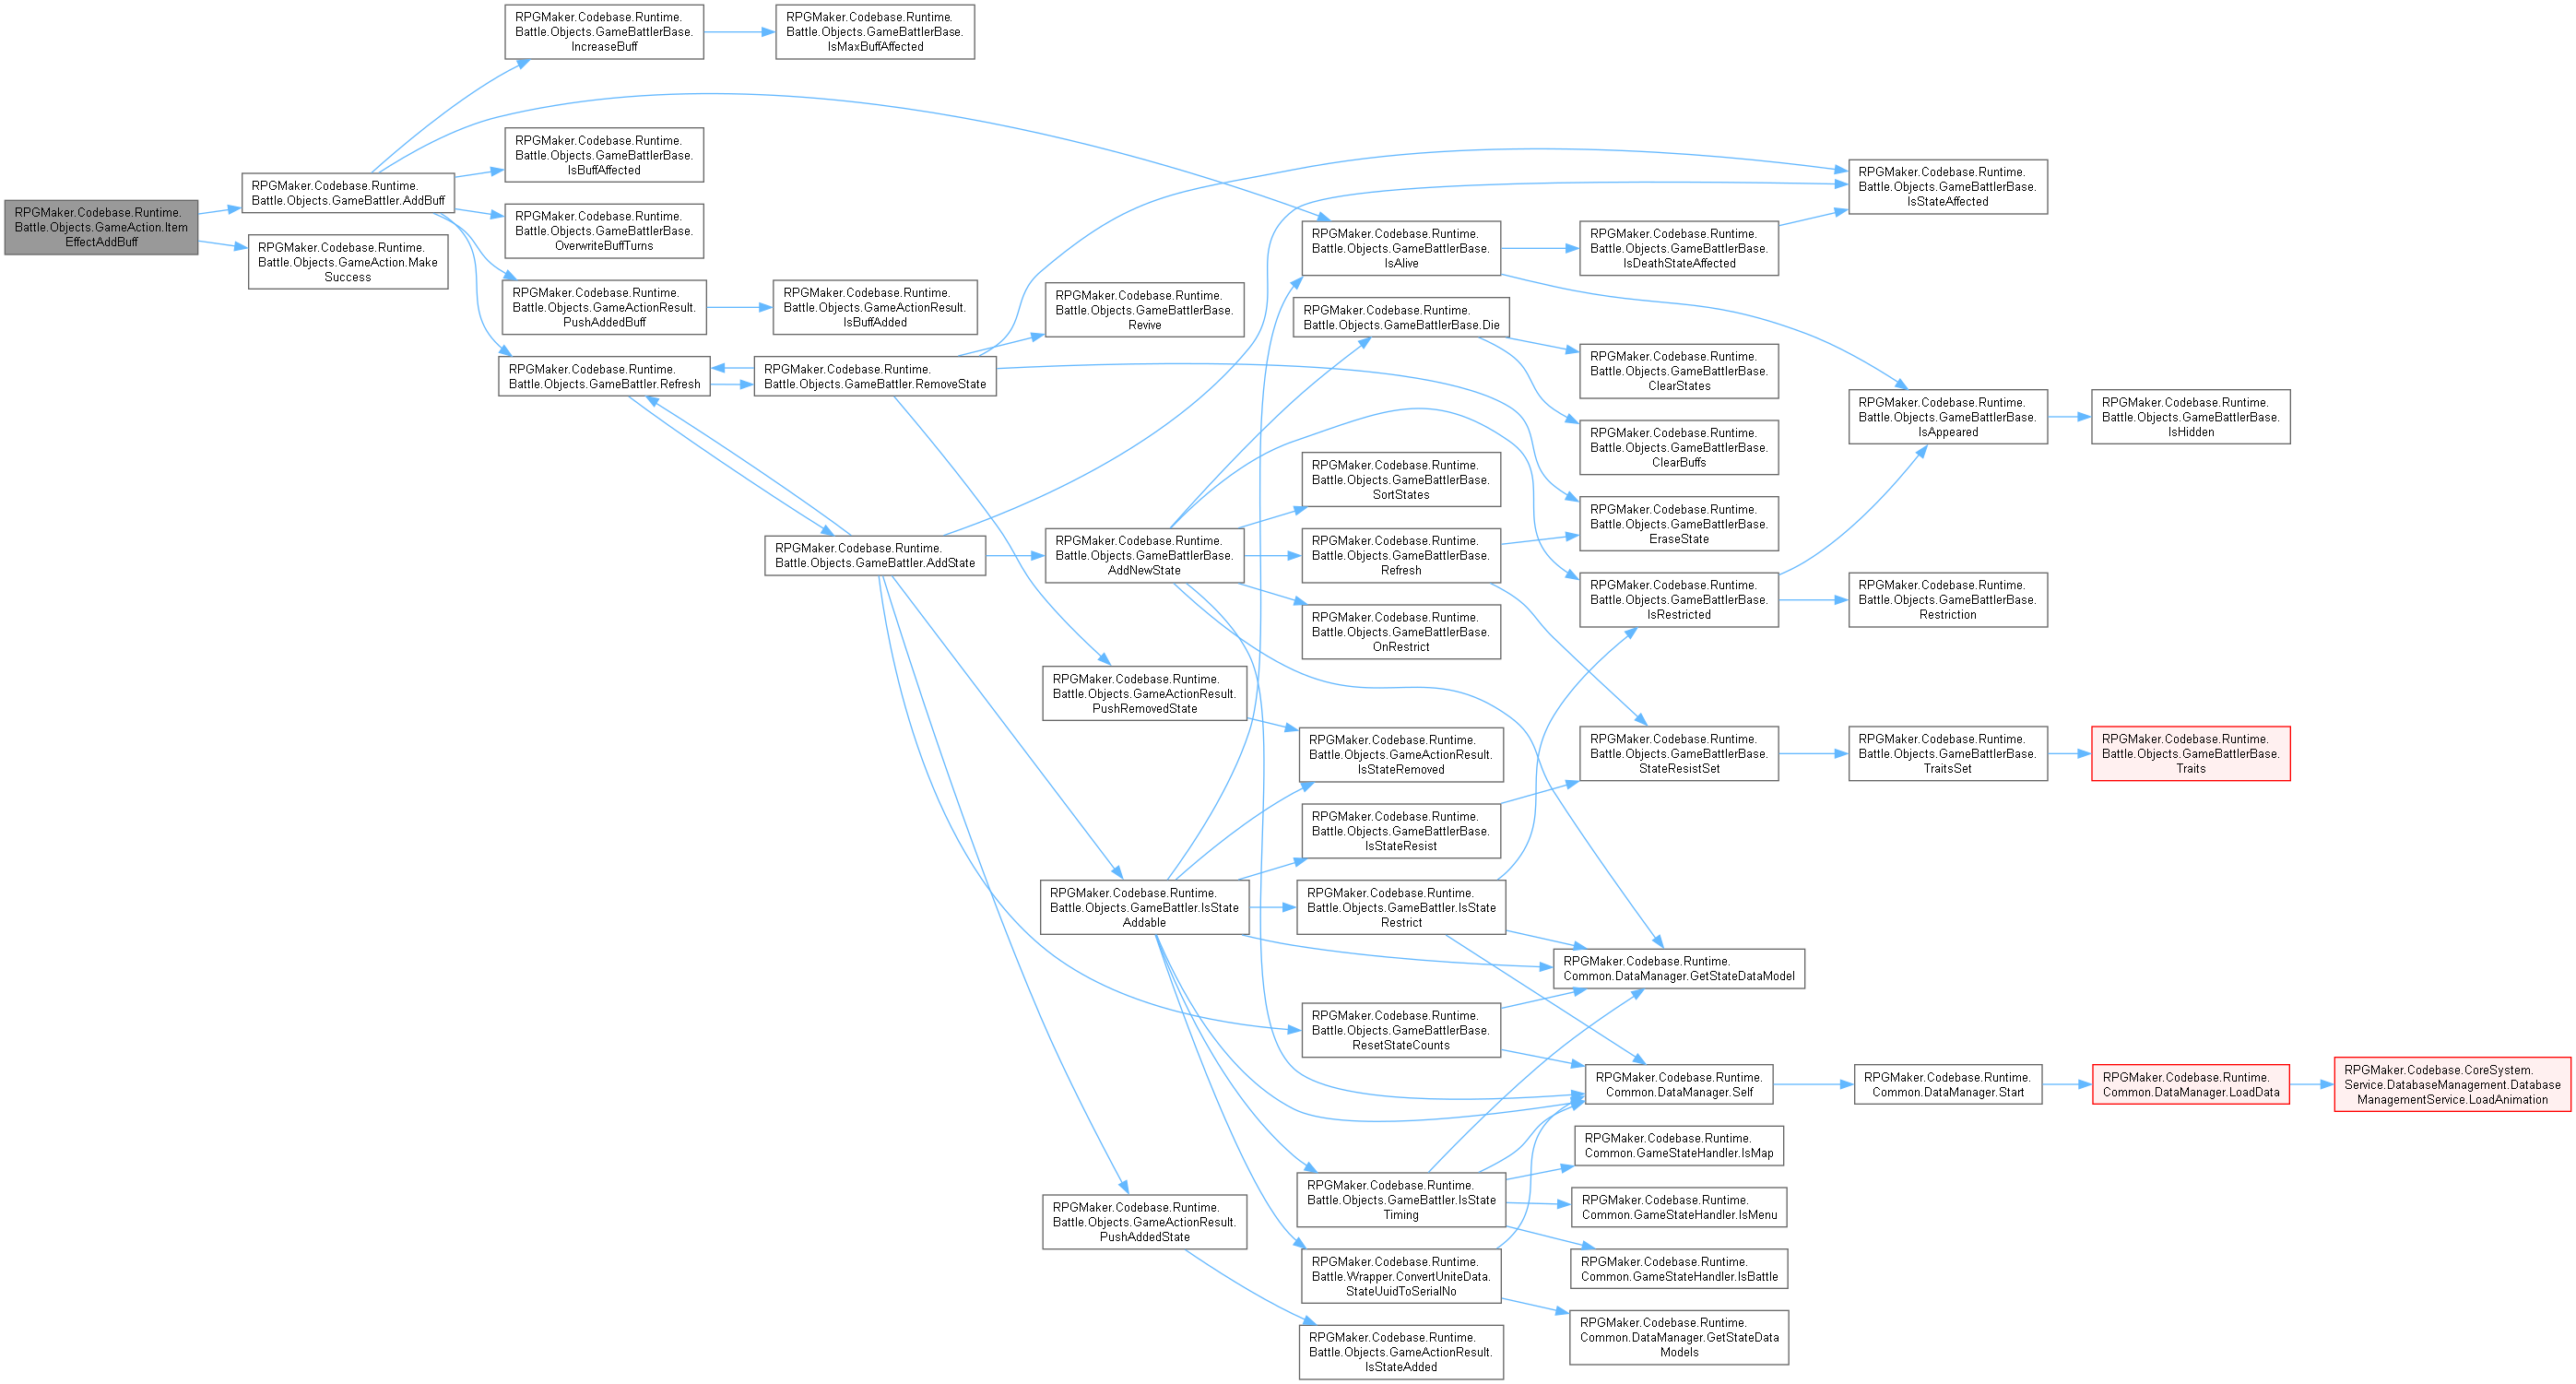 RPGMaker.Codebase.Runtime.
Battle.Objects.GameAction.Item
EffectAddBuff
RPGMaker.Codebase.Runtime.
Battle.Objects.GameBattler.AddBuff
RPGMaker.Codebase.Runtime.
Battle.Objects.GameAction.Make
Success
RPGMaker.Codebase.Runtime.
Battle.Objects.GameBattlerBase.
IncreaseBuff
RPGMaker.Codebase.Runtime.
Battle.Objects.GameBattlerBase.
IsBuffAffected
RPGMaker.Codebase.Runtime.
Battle.Objects.GameBattlerBase.
OverwriteBuffTurns
RPGMaker.Codebase.Runtime.
Battle.Objects.GameActionResult.
PushAddedBuff
RPGMaker.Codebase.Runtime.
Battle.Objects.GameBattler.Refresh
RPGMaker.Codebase.Runtime.
Battle.Objects.GameBattlerBase.
IsMaxBuffAffected
RPGMaker.Codebase.Runtime.
Battle.Objects.GameActionResult.
IsBuffAdded
RPGMaker.Codebase.Runtime.
Battle.Objects.GameBattler.RemoveState
RPGMaker.Codebase.Runtime.
Battle.Objects.GameBattler.AddState
RPGMaker.Codebase.Runtime.
Battle.Objects.GameBattlerBase.
Revive
RPGMaker.Codebase.Runtime.
Battle.Objects.GameBattlerBase.
AddNewState
RPGMaker.Codebase.Runtime.
Battle.Objects.GameActionResult.
PushRemovedState
RPGMaker.Codebase.Runtime.
Battle.Objects.GameBattler.IsState
Addable
RPGMaker.Codebase.Runtime.
Battle.Objects.GameActionResult.
PushAddedState
RPGMaker.Codebase.Runtime.
Battle.Objects.GameBattlerBase.
IsAlive
RPGMaker.Codebase.Runtime.
Battle.Objects.GameBattlerBase.Die
RPGMaker.Codebase.Runtime.
Battle.Objects.GameBattlerBase.
SortStates
RPGMaker.Codebase.Runtime.
Battle.Objects.GameBattlerBase.
Refresh
RPGMaker.Codebase.Runtime.
Battle.Objects.GameBattlerBase.
OnRestrict
RPGMaker.Codebase.Runtime.
Battle.Objects.GameActionResult.
IsStateRemoved
RPGMaker.Codebase.Runtime.
Battle.Objects.GameBattlerBase.
IsStateResist
RPGMaker.Codebase.Runtime.
Battle.Objects.GameBattler.IsState
Restrict
RPGMaker.Codebase.Runtime.
Battle.Objects.GameBattlerBase.
ResetStateCounts
RPGMaker.Codebase.Runtime.
Battle.Objects.GameBattler.IsState
Timing
RPGMaker.Codebase.Runtime.
Battle.Wrapper.ConvertUniteData.
StateUuidToSerialNo
RPGMaker.Codebase.Runtime.
Battle.Objects.GameActionResult.
IsStateAdded
RPGMaker.Codebase.Runtime.
Battle.Objects.GameBattlerBase.
IsDeathStateAffected
RPGMaker.Codebase.Runtime.
Battle.Objects.GameBattlerBase.
ClearStates
RPGMaker.Codebase.Runtime.
Battle.Objects.GameBattlerBase.
ClearBuffs
RPGMaker.Codebase.Runtime.
Battle.Objects.GameBattlerBase.
EraseState
RPGMaker.Codebase.Runtime.
Battle.Objects.GameBattlerBase.
IsRestricted
RPGMaker.Codebase.Runtime.
Battle.Objects.GameBattlerBase.
StateResistSet
RPGMaker.Codebase.Runtime.
Common.DataManager.GetStateDataModel
RPGMaker.Codebase.Runtime.
Common.DataManager.Self
RPGMaker.Codebase.Runtime.
Common.GameStateHandler.IsMap
RPGMaker.Codebase.Runtime.
Common.GameStateHandler.IsMenu
RPGMaker.Codebase.Runtime.
Common.GameStateHandler.IsBattle
RPGMaker.Codebase.Runtime.
Common.DataManager.GetStateData
Models
RPGMaker.Codebase.Runtime.
Battle.Objects.GameBattlerBase.
IsStateAffected
RPGMaker.Codebase.Runtime.
Battle.Objects.GameBattlerBase.
IsAppeared
RPGMaker.Codebase.Runtime.
Battle.Objects.GameBattlerBase.
Restriction
RPGMaker.Codebase.Runtime.
Battle.Objects.GameBattlerBase.
TraitsSet
RPGMaker.Codebase.Runtime.
Common.DataManager.Start
RPGMaker.Codebase.Runtime.
Battle.Objects.GameBattlerBase.
IsHidden
RPGMaker.Codebase.Runtime.
Battle.Objects.GameBattlerBase.
Traits
RPGMaker.Codebase.Runtime.
Common.DataManager.LoadData
RPGMaker.Codebase.CoreSystem.
Service.DatabaseManagement.Database
ManagementService.LoadAnimation